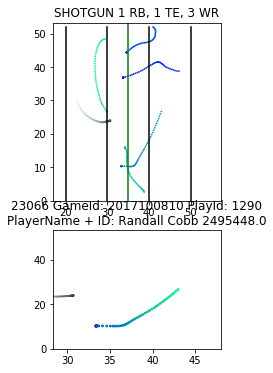 SHOTGUN 1 RB, 1 TE, 3 WR
50
40
30
20
10
0
20 30 40 50
23066 GameId: 2017100810 PlayId: 1290
PlayerName + ID: Randall Cobb 2495448.0
40
20
0
30 35 40 45